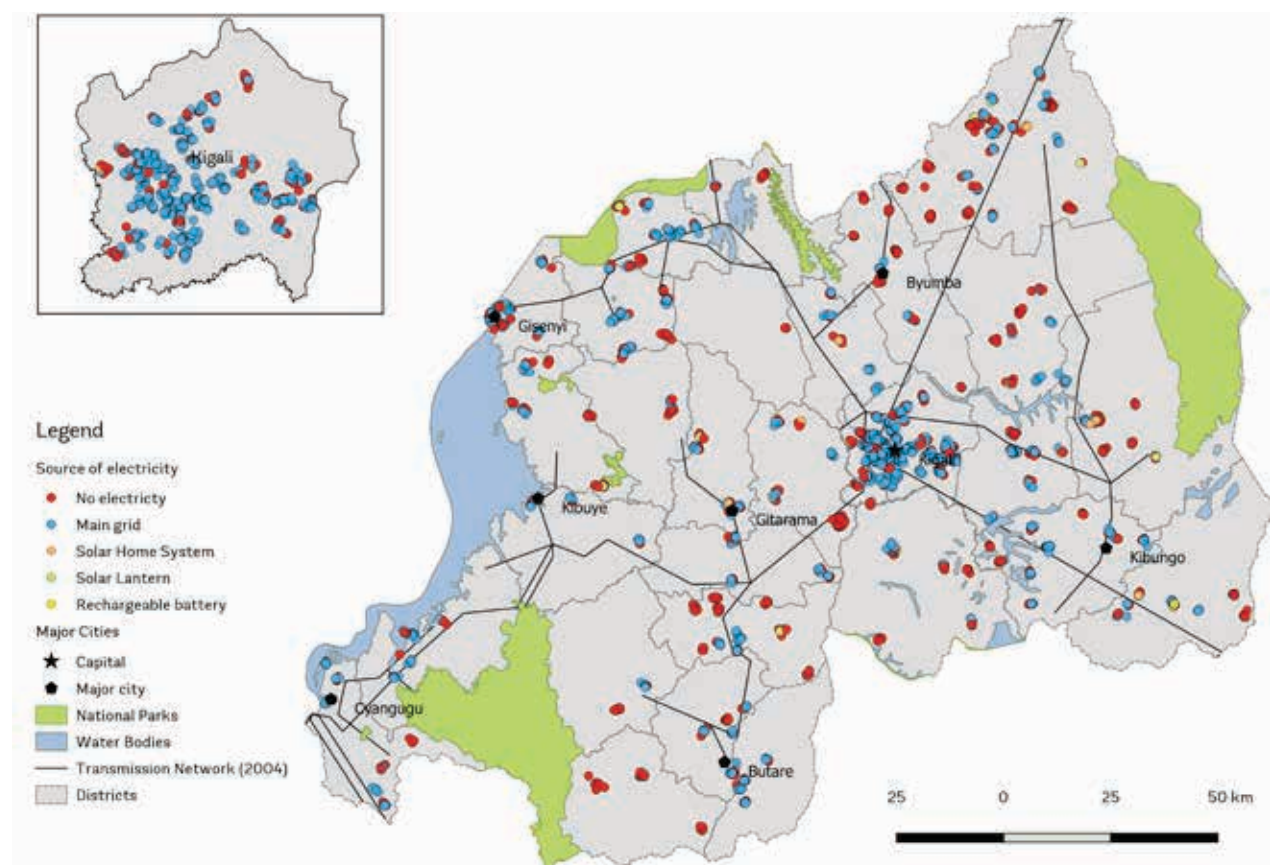 Kigali
Legend
Source of electricity
No electricty
Main grid
Solar Home System
Solar Lantern
Rechargeable battery
Major Cities
Capital
Major city
National Parks
Water Bodies
Transmission Network (2004)
Districts
Byumba
Gisenyi
Kigali
Kibuye
Gitarama
Kibungo
Cyangugu
Butare
25 0 25 50 km